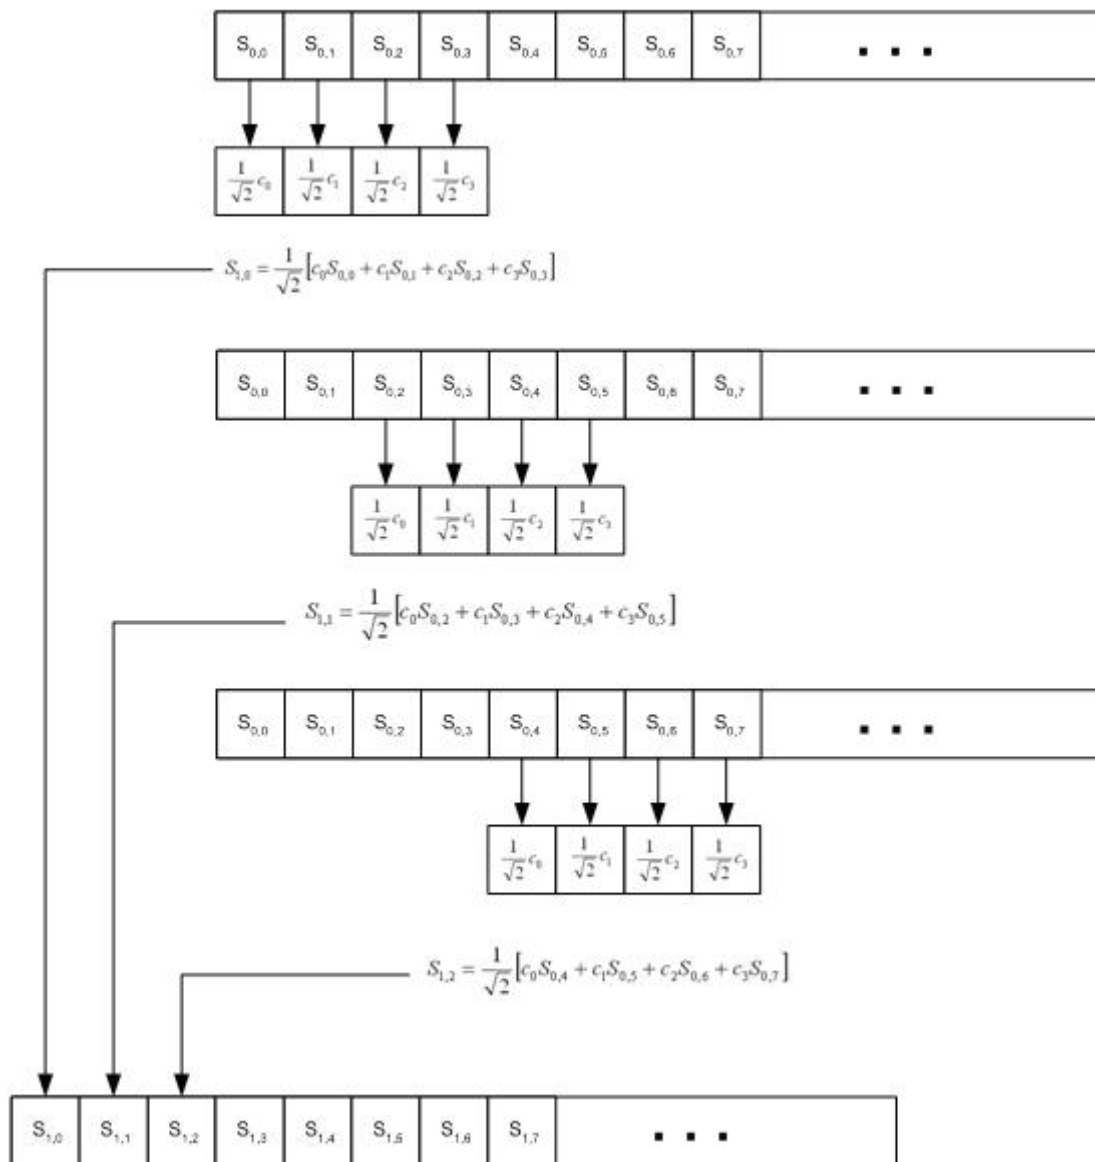 S0,0 S0,1 S0,2 S0,3 S0,4 S0,5 S0,6 S0,7 ▪ ▪ ▪
1/√2 c0 1/√2 c1 1/√2 c2 1/√2 c3
S1,0 = 1/√2 [c0S0,0 + c1S0,1 + c2S0,2 + c3S0,3]
S0,0 S0,1 S0,2 S0,3 S0,4 S0,5 S0,6 S0,7 ▪ ▪ ▪
1/√2 c0 1/√2 c1 1/√2 c2 1/√2 c3
S1,1 = 1/√2 [c0S0,2 + c1S0,3 + c2S0,4 + c3S0,5]
S0,0 S0,1 S0,2 S0,3 S0,4 S0,5 S0,6 S0,7 ▪ ▪ ▪
1/√2 c0 1/√2 c1 1/√2 c2 1/√2 c3
S1,2 = 1/√2 [c0S0,4 + c1S0,5 + c2S0,6 + c3S0,7]
S1,0 S1,1 S1,2 S1,3 S1,4 S1,5 S1,6 S1,7 ▪ ▪ ▪